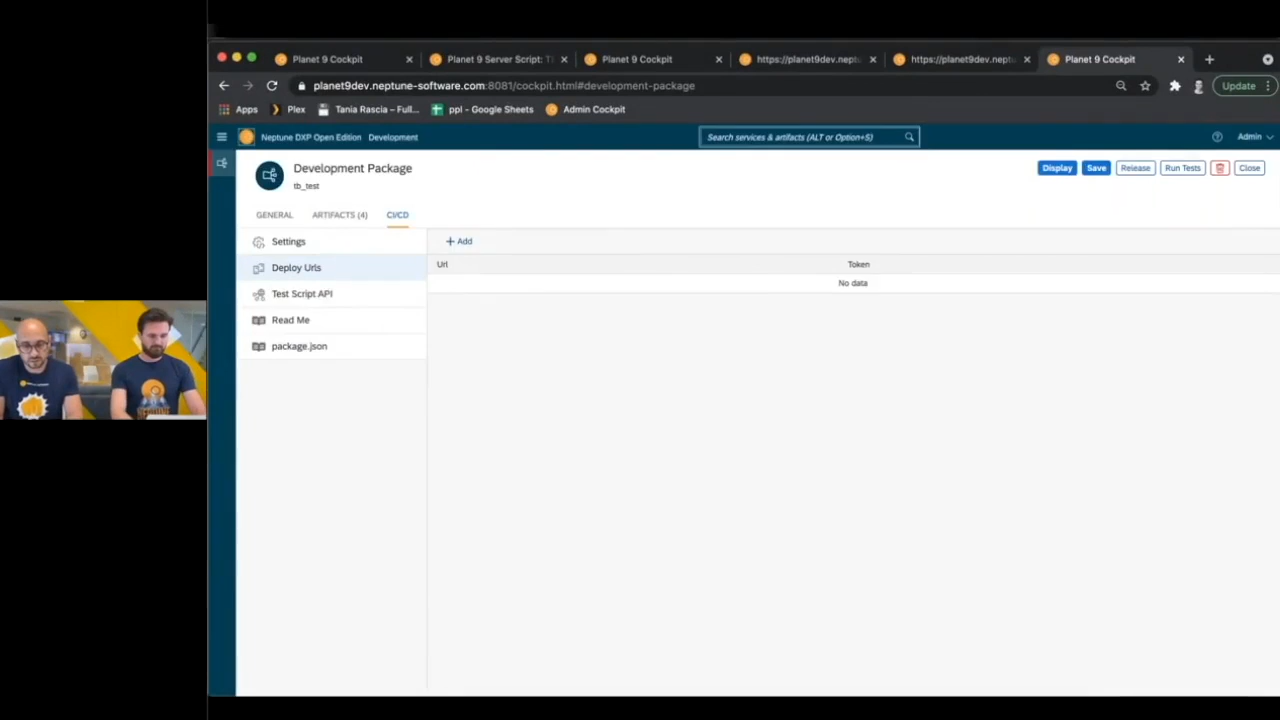 Planet 9 Cockpit
Planet 9 Server Script: T
Planet 9 Cockpit
https://planet9dev.neptu
https://planet9dev.neptu
Planet 9 Cockpit
planet9dev.neptune-software.com:8081/cockpit.html#development-package
Update
Apps
Plex
Tania Rascia – Full...
ppl - Google Sheets
Admin Cockpit
Neptune DXP Open Edition Development
Search services & artifacts (ALT or Option+S)
Admin
Development Package
tb_test
Display
Save
Release
Run Tests
Close
GENERAL
ARTIFACTS (4)
CI/CD
Settings
Deploy Urls
Test Script API
Read Me
package.json
+ Add
Url
Token
No data
NEPTUNE